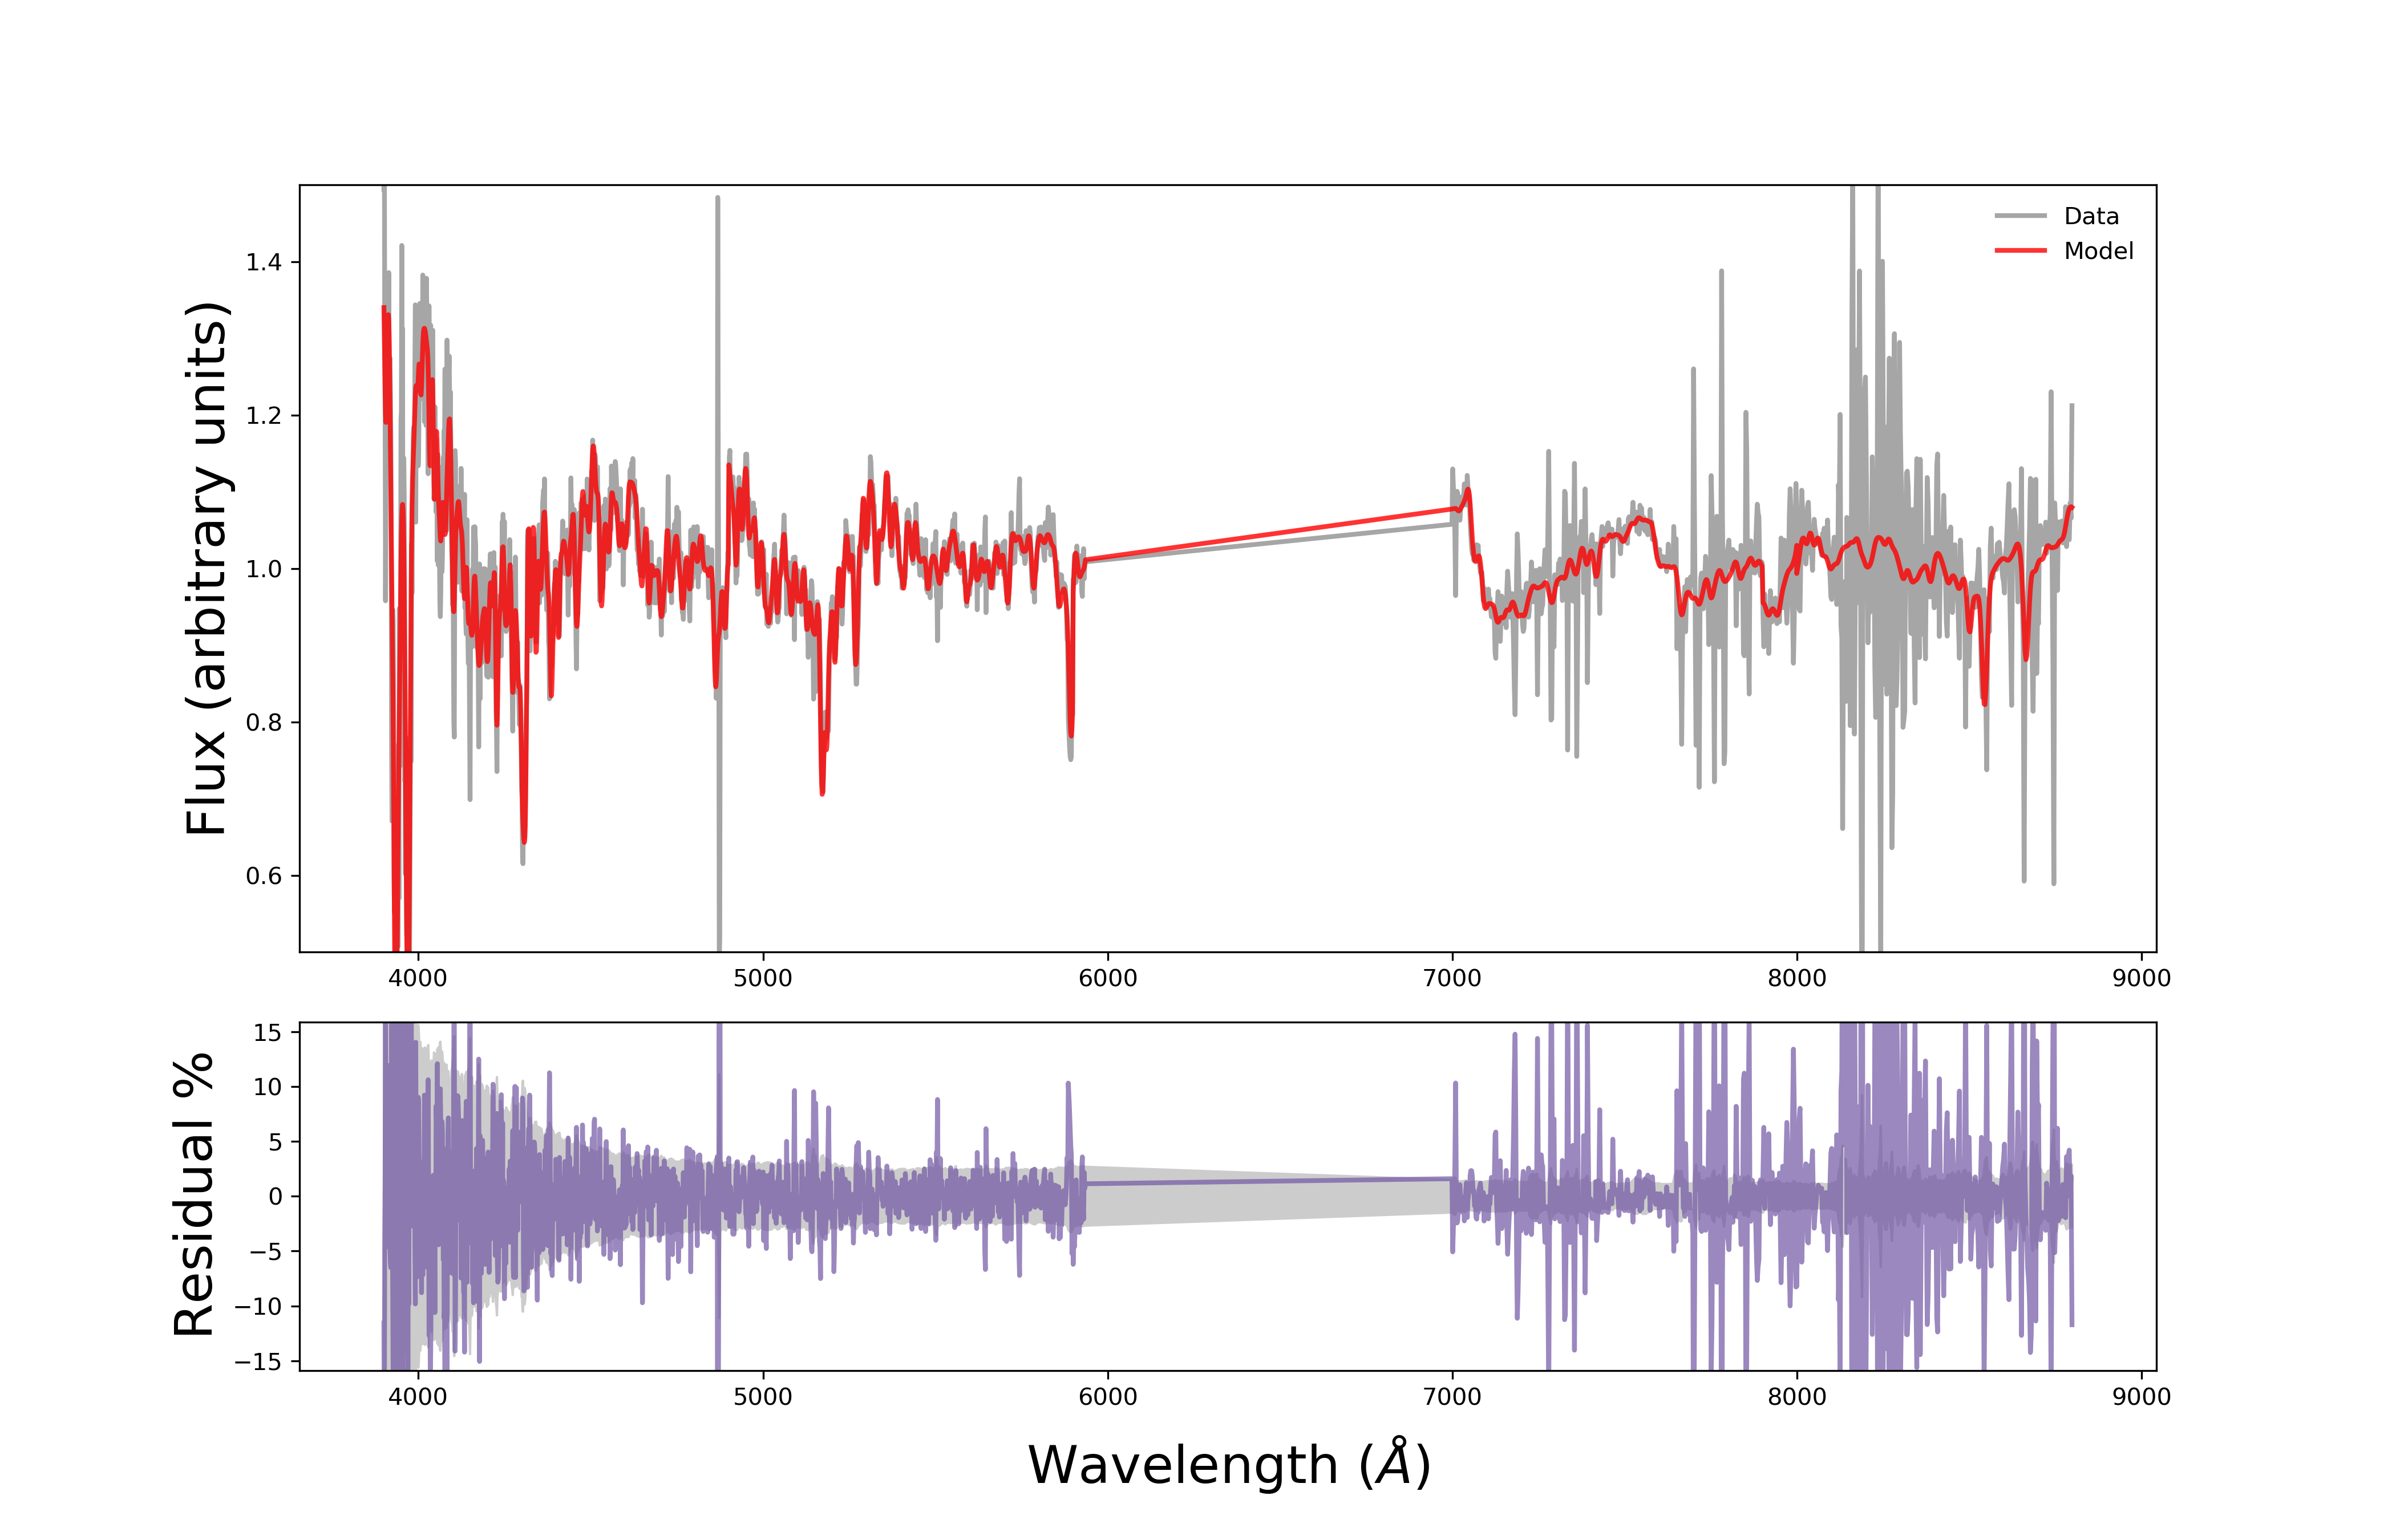 Data
Model
Flux (arbitrary units)
1.4
1.2
1.0
0.8
0.6
4000 5000 6000 7000 8000 9000
Residual %
15
10
5
0
−5
−10
−15
4000 5000 6000 7000 8000 9000
Wavelength (Å)